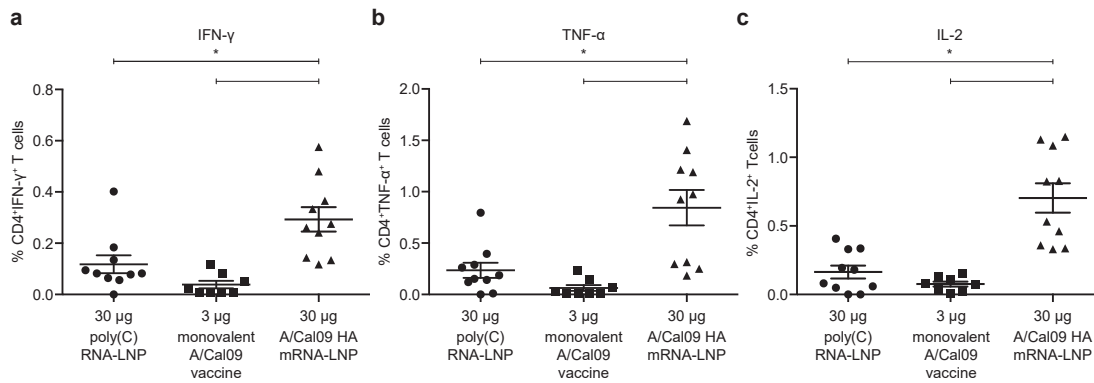 a
IFN-γ
*
% CD4⁺IFN-γ⁺ T cells
0.8
0.6
0.4
0.2
0.0
30 µg
poly(C)
RNA-LNP
3 µg
monovalent
A/Cal09
vaccine
30 µg
A/Cal09 HA
mRNA-LNP
b
TNF-α
*
% CD4⁺TNF-α⁺ T cells
2.0
1.5
1.0
0.5
0.0
30 µg
poly(C)
RNA-LNP
3 µg
monovalent
A/Cal09
vaccine
30 µg
A/Cal09 HA
mRNA-LNP
c
IL-2
*
% CD4⁺IL-2⁺ Tcells
1.5
1.0
0.5
0.0
30 µg
poly(C)
RNA-LNP
3 µg
monovalent
A/Cal09
vaccine
30 µg
A/Cal09 HA
mRNA-LNP